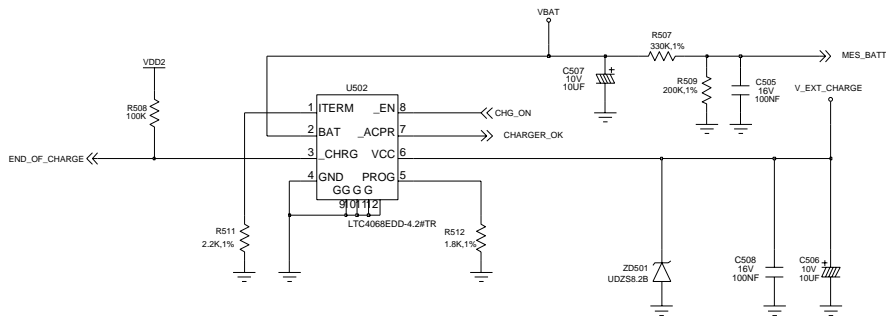 VBAT
R507
330K,1%
MES_BATT
C507
10V
10UF
R509
200K,1%
C505
16V
100NF
V_EXT_CHARGE
VDD2
R508
100K
U502
1 ITERM _EN 8
CHG_ON
2 BAT _ACPR 7
CHARGER_OK
END_OF_CHARGE
3 _CHRG VCC 6
4 GND PROG 5
GG G G
9 10 11 12
LTC4068EDD-4.2#TR
R511
2.2K,1%
R512
1.8K,1%
ZD501
UDZS8.2B
C508
16V
100NF
C506
10V
10UF